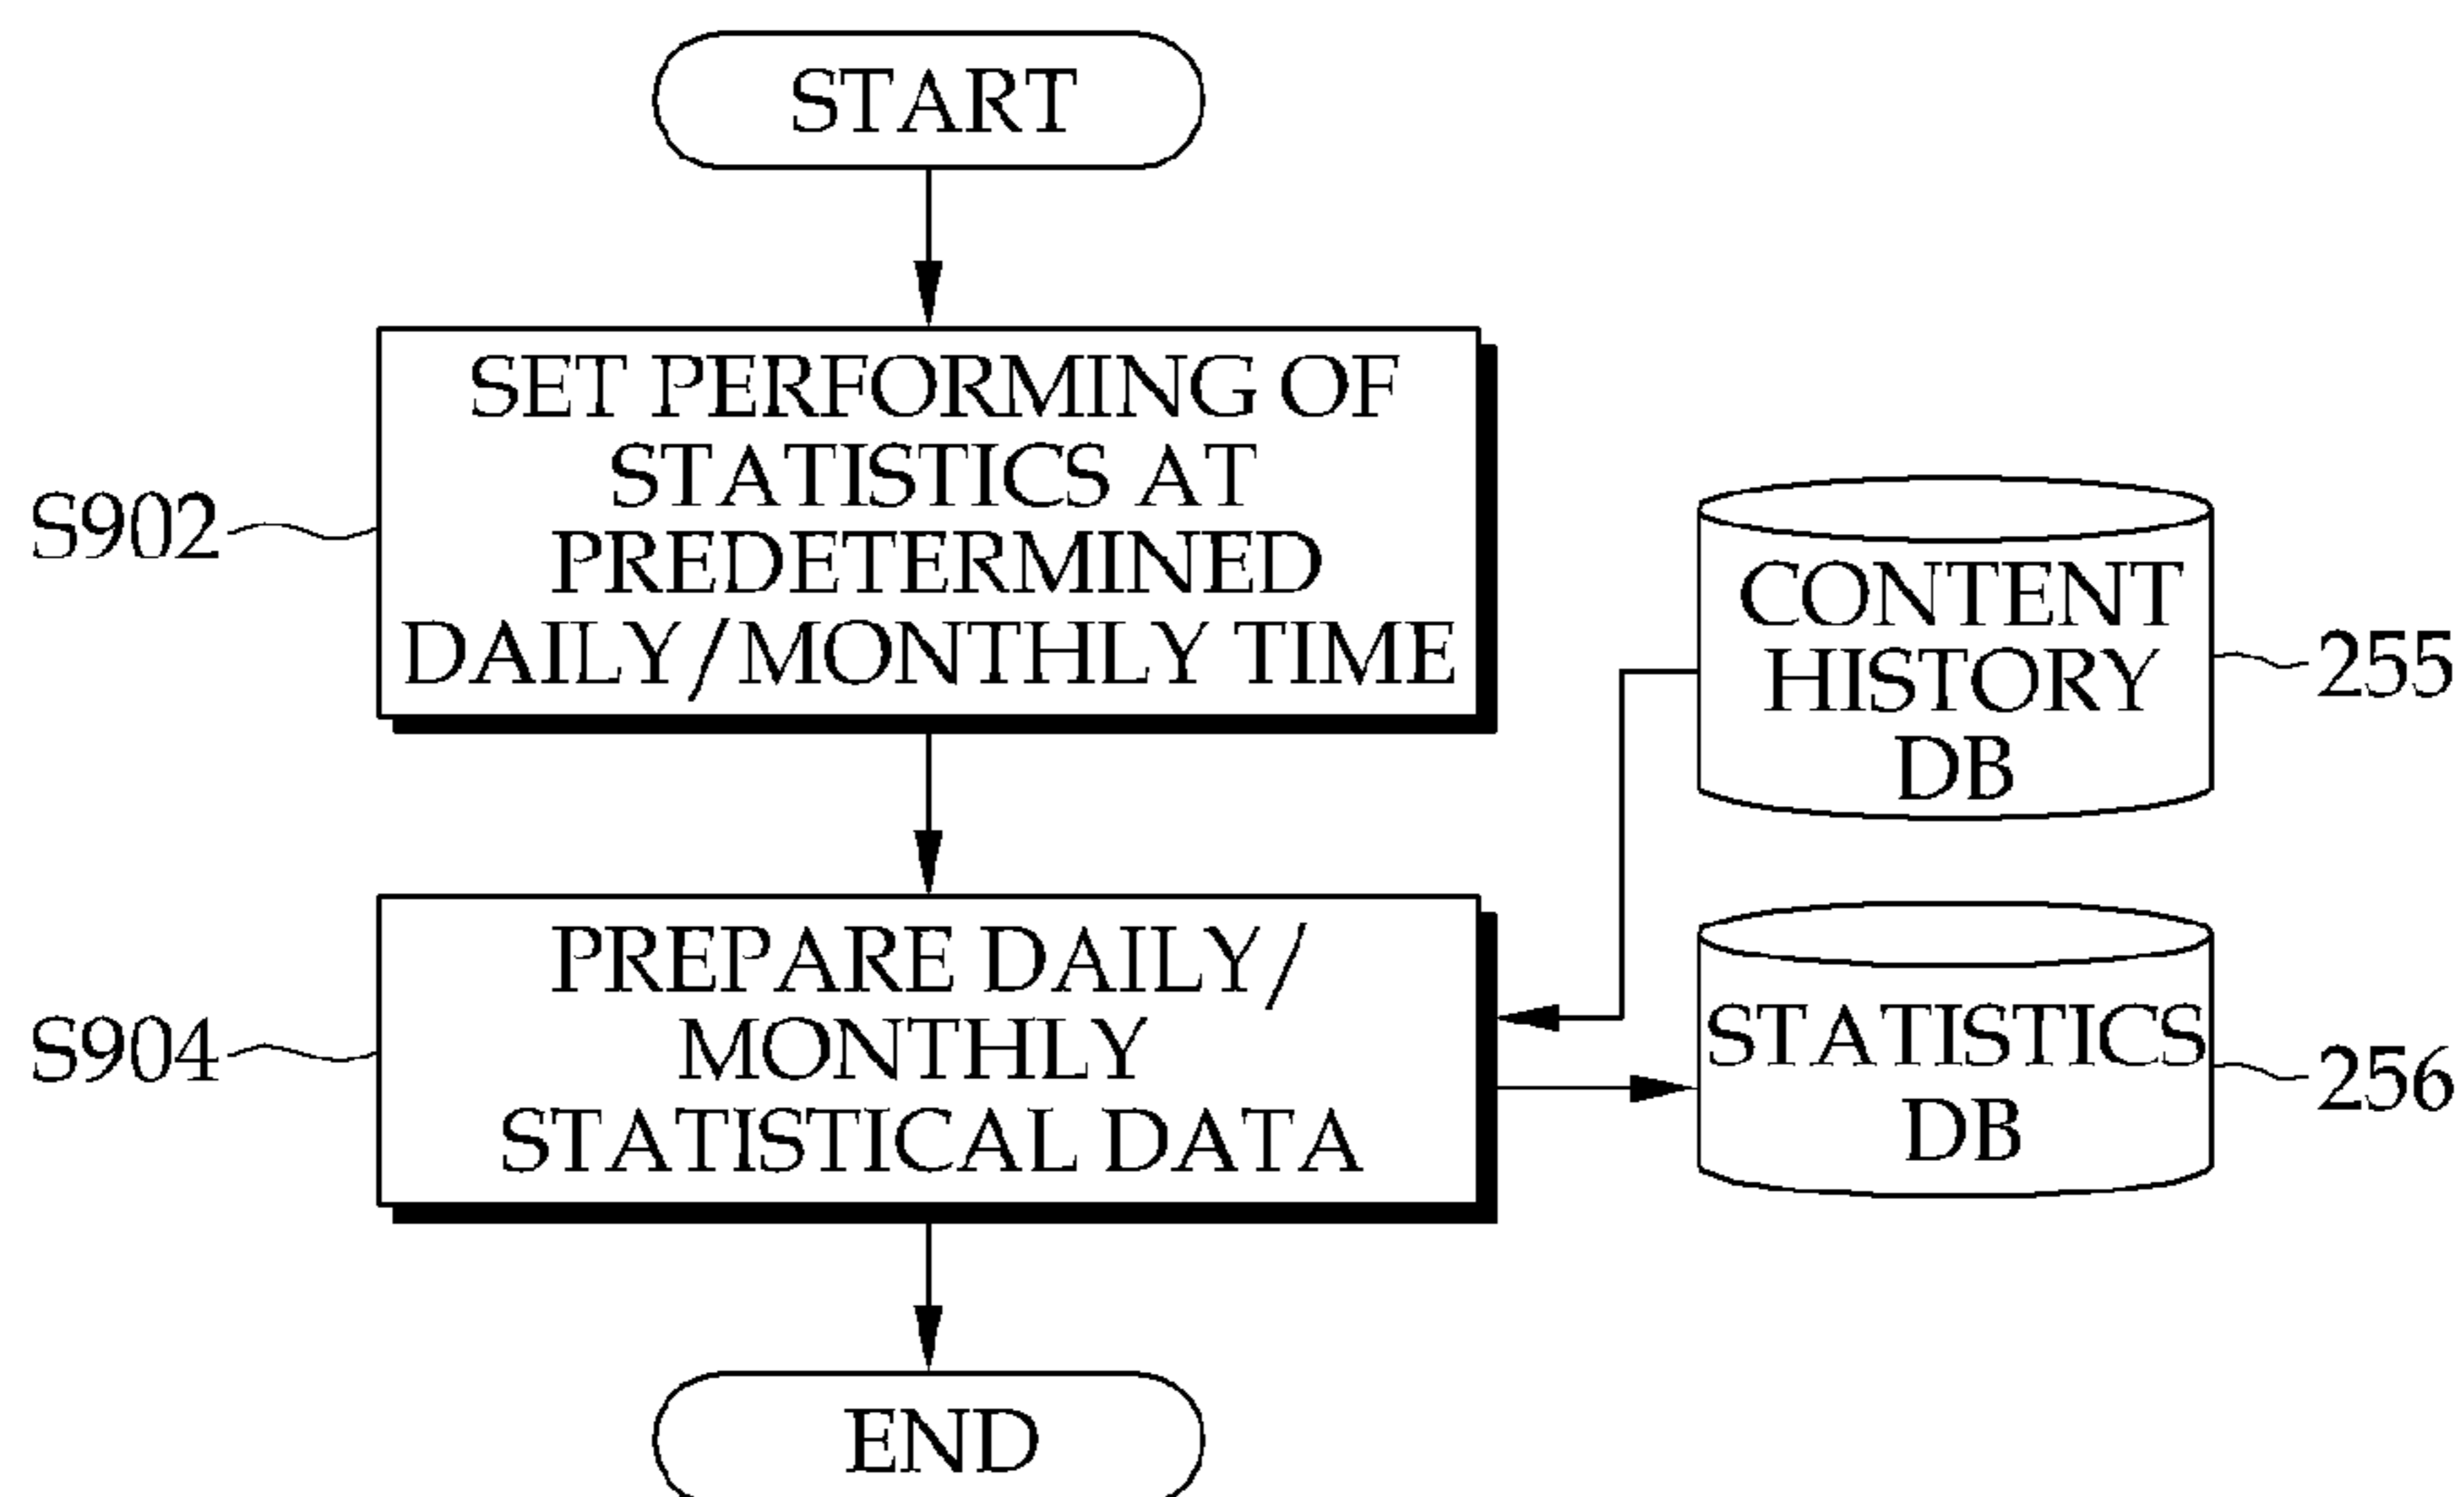 START
SET PERFORMING OF
STATISTICS AT
PREDETERMINED
DAILY/MONTHLY TIME
S902
CONTENT
HISTORY
DB
255
PREPARE DAILY/
MONTHLY
STATISTICAL DATA
S904
STATISTICS
DB
256
END